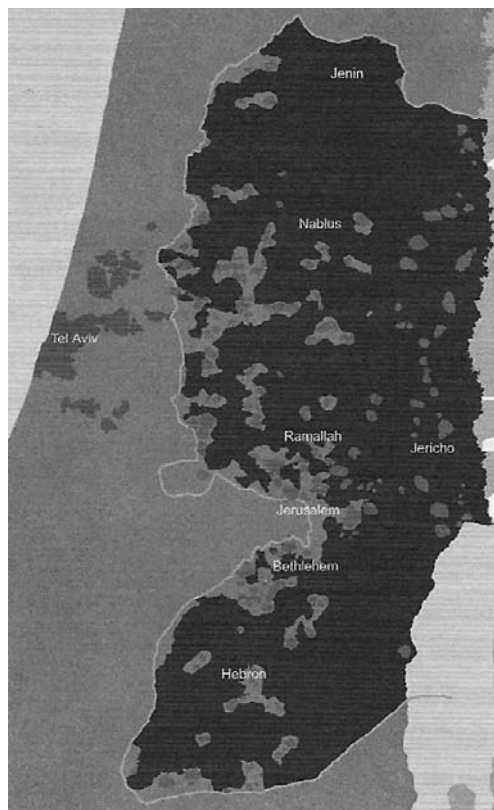 Jenin
Nablus
Tel Aviv
Ramallah
Jericho
Jerusalem
Bethlehem
Hebron